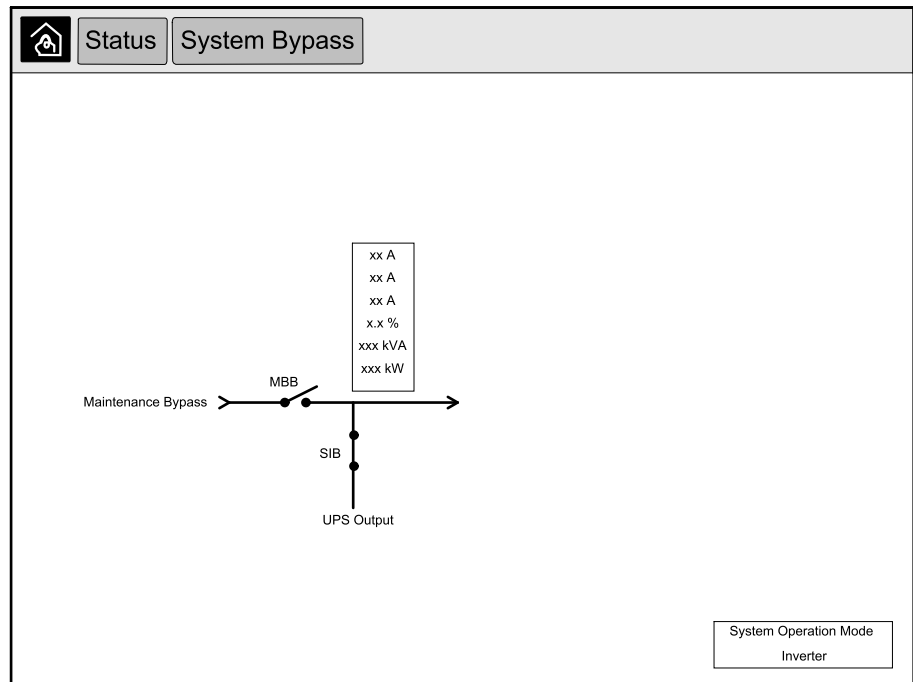 Status System Bypass
xx A
xx A
xx A
x.x %
xxx kVA
xxx kW
MBB
Maintenance Bypass
SIB
UPS Output
System Operation Mode
Inverter